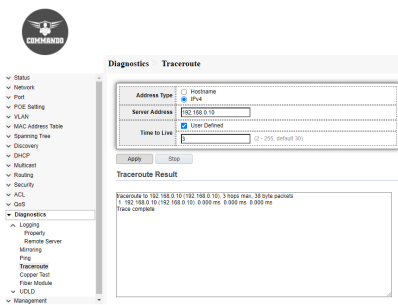 COMMANDO
Diagnostics Traceroute
Status
Network
Port
POE Setting
VLAN
MAC Address Table
Spanning Tree
Discovery
DHCP
Multicast
Routing
Security
ACL
QoS
Diagnostics
Logging
Property
Remote Server
Mirroring
Ping
Traceroute
Copper Test
Fiber Module
UDLD
Management
Address Type
Hostname
IPv4
Server Address 192.168.0.10
Time to Live
User Defined
3 (2 - 255, default 30)
Apply Stop
Traceroute Result
traceroute to 192.168.0.10 (192.168.0.10), 3 hops max, 38 byte packets
1 192.168.0.10 (192.168.0.10) 0.000 ms 0.000 ms 0.000 ms
Trace complete